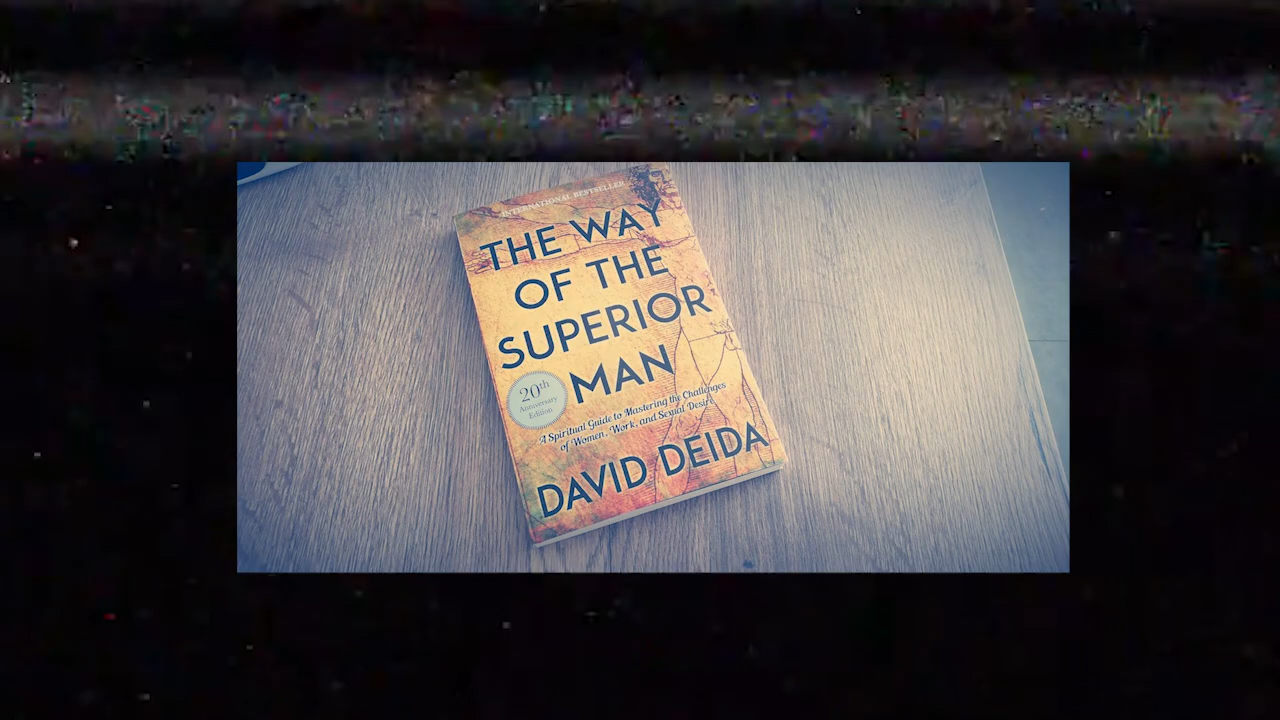 INTERNATIONAL BESTSELLER
THE WAY
OF THE
SUPERIOR
MAN
20th
Anniversary
Edition
A Spiritual Guide to Mastering the Challenges
of Women, Work, and Sexual Desire
DAVID DEIDA